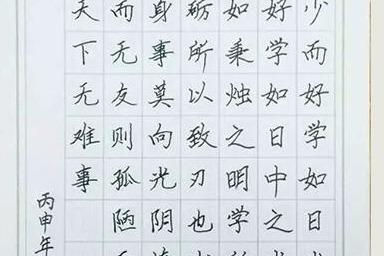 少而好学如日
好学如日中之
如秉烛之明学
砺所以致刃也
身事莫向光阴
而无友则孤陋
天下无难事
丙申年